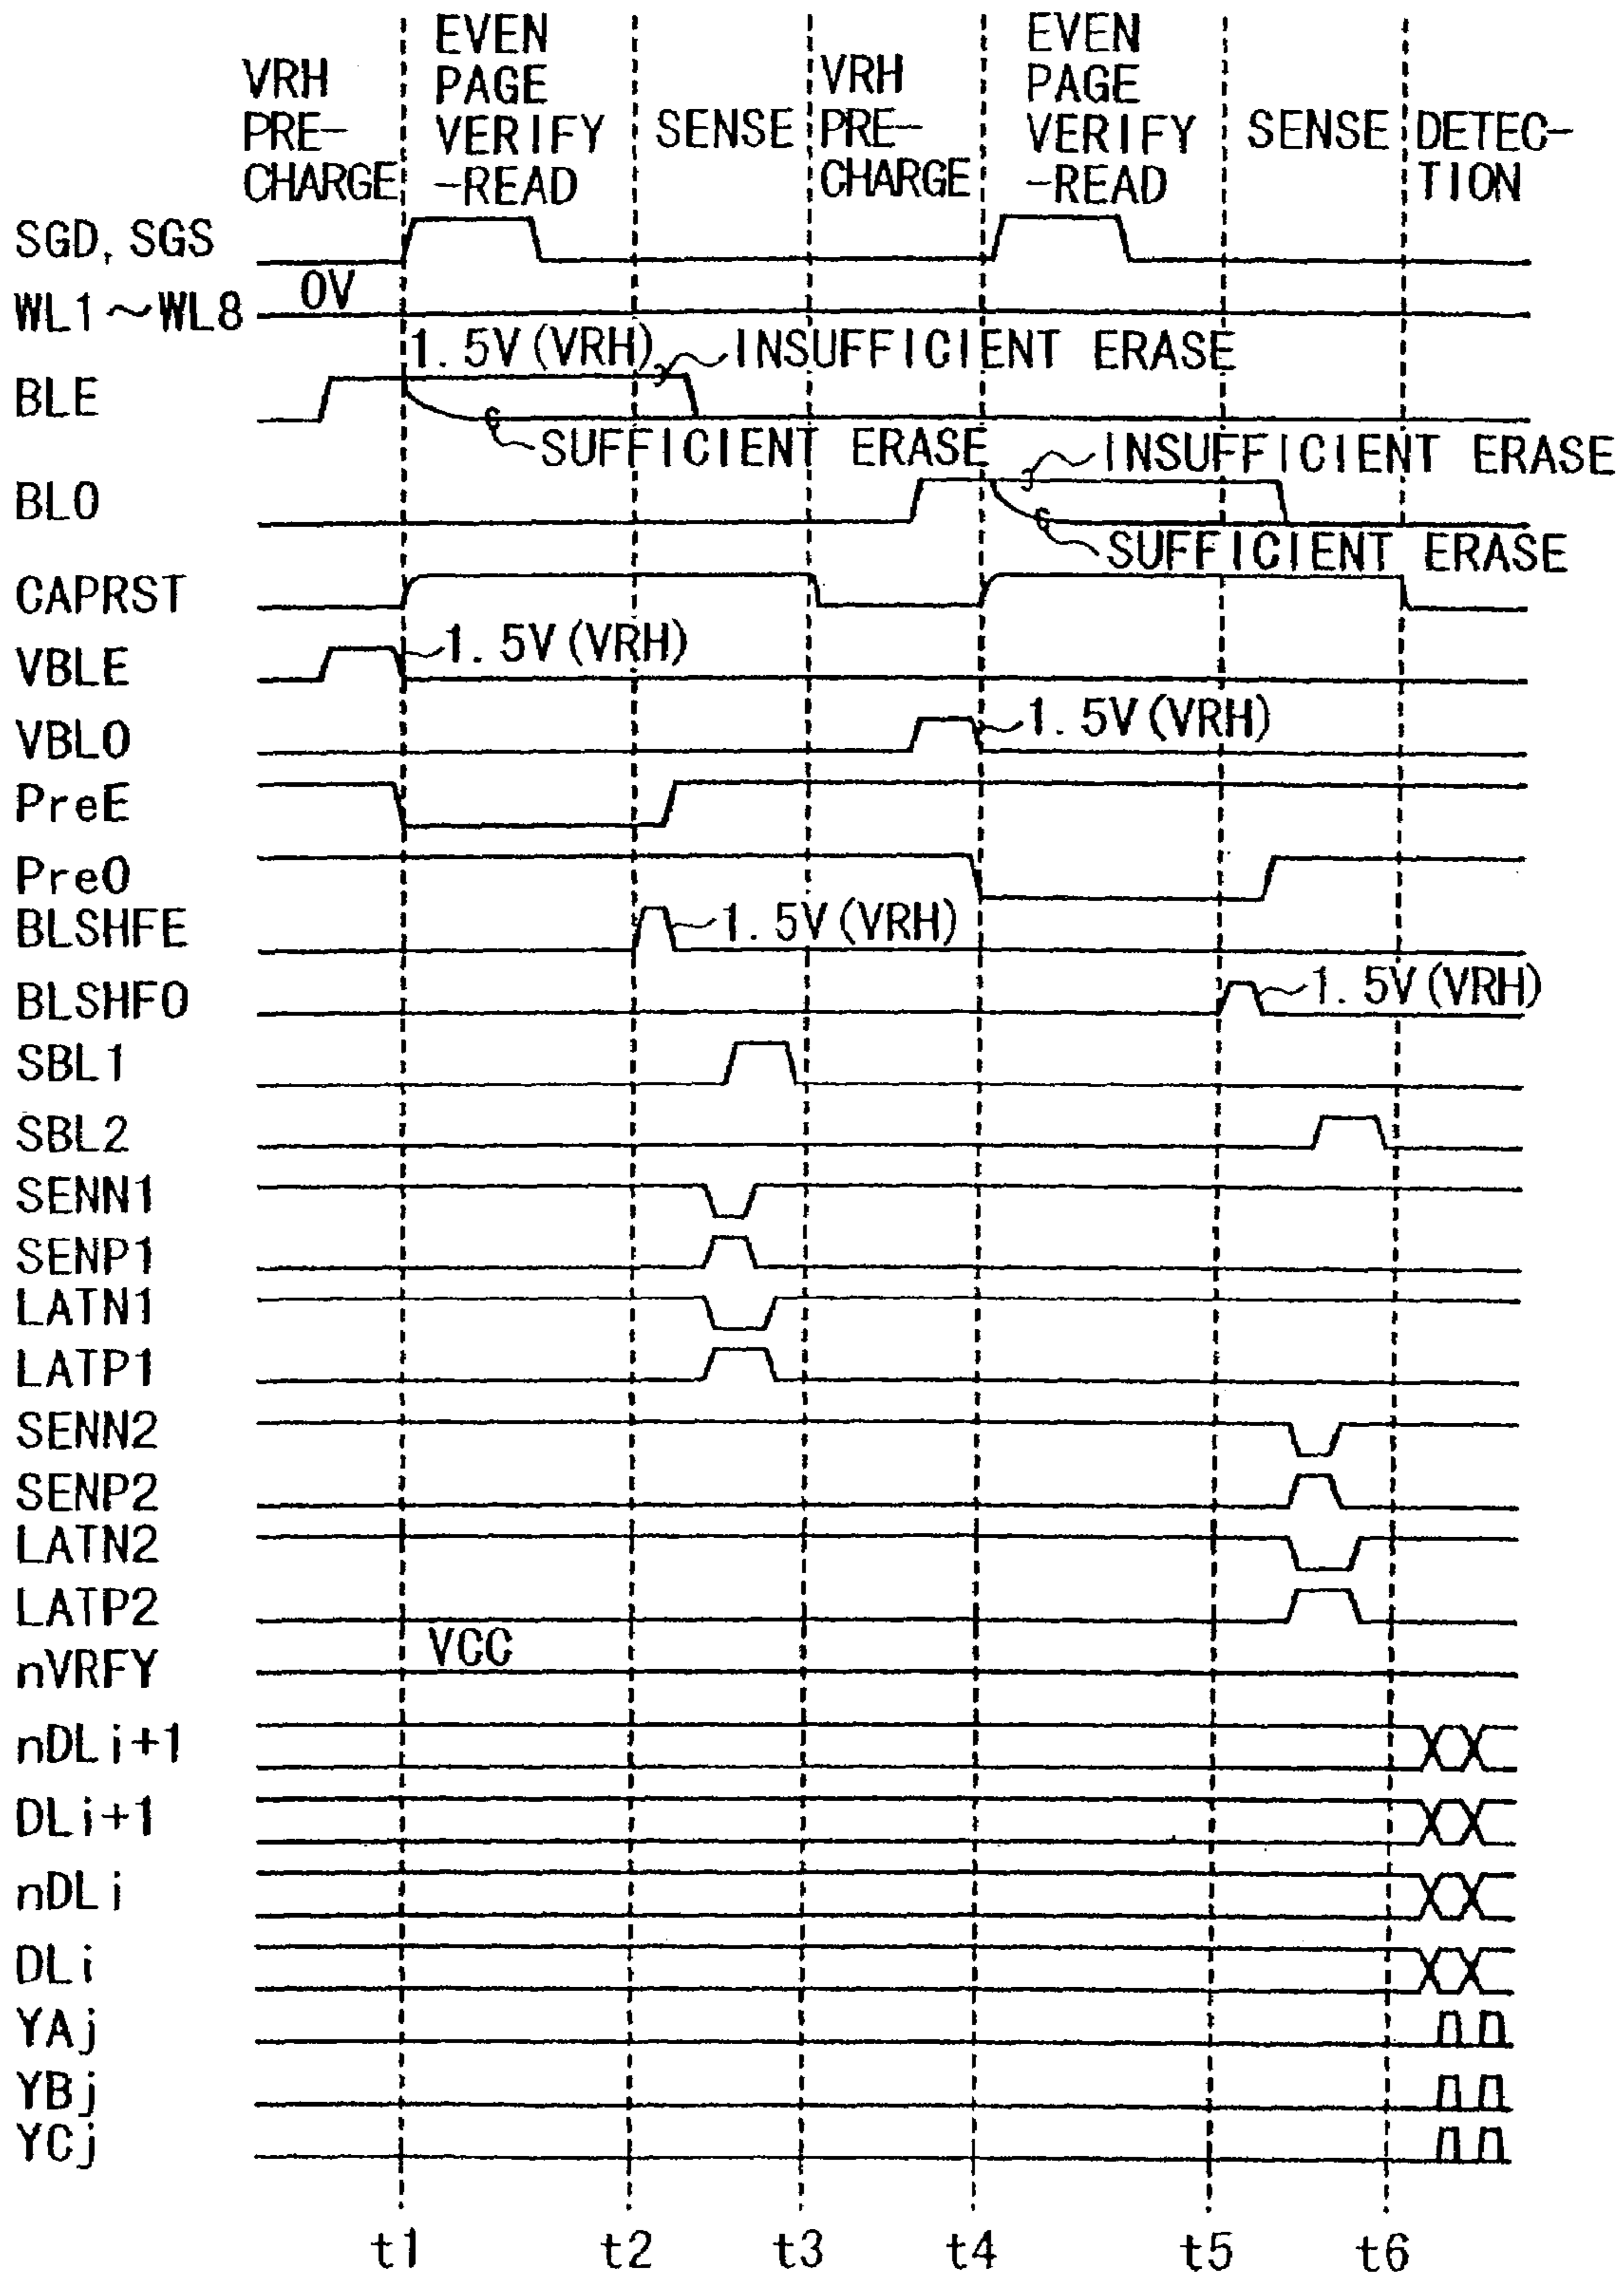 VRH
PRE-
CHARGE
EVEN
PAGE
VERIFY
-READ
SENSE
VRH
PRE-
CHARGE
EVEN
PAGE
VERIFY
-READ
SENSE
DETEC-
TION
SGD, SGS
WL1~WL8 0V
1.5V(VRH) INSUFFICIENT ERASE
BLE
SUFFICIENT ERASE
INSUFFICIENT ERASE
BLO
SUFFICIENT ERASE
CAPRST
VBLE 1.5V(VRH)
VBLO 1.5V(VRH)
PreE
PreO
BLSHFE 1.5V(VRH)
BLSHFO 1.5V(VRH)
SBL1
SBL2
SENN1
SENP1
LATN1
LATP1
SENN2
SENP2
LATN2
LATP2
nVRFY VCC
nDLi+1
DLi+1
nDLi
DLi
YAj
YBj
YCj
t1 t2 t3 t4 t5 t6